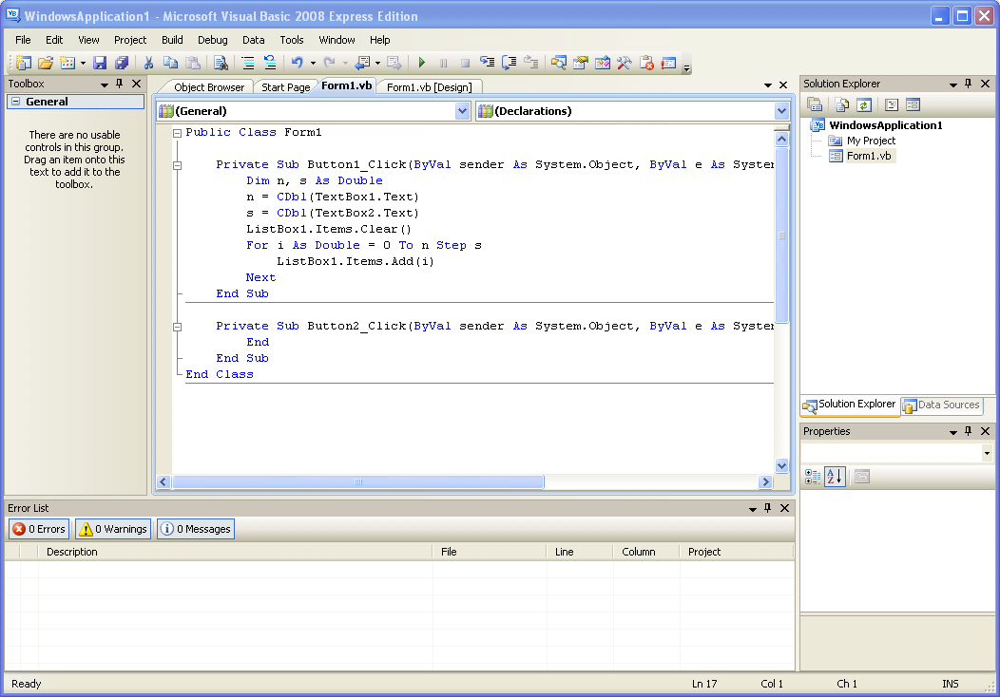 WindowsApplication1 - Microsoft Visual Basic 2008 Express Edition
File Edit View Project Build Debug Data Tools Window Help
Toolbox
General
There are no usable
controls in this group.
Drag an item onto this
text to add it to the
toolbox.
Object Browser Start Page Form1.vb Form1.vb [Design]
(General) (Declarations)
Public Class Form1
Private Sub Button1_Click(ByVal sender As System.Object, ByVal e As System
Dim n, s As Double
n = CDbl(TextBox1.Text)
s = CDbl(TextBox2.Text)
ListBox1.Items.Clear()
For i As Double = 0 To n Step s
ListBox1.Items.Add(i)
Next
End Sub
Private Sub Button2_Click(ByVal sender As System.Object, ByVal e As System
End
End Sub
End Class
Solution Explorer
WindowsApplication1
My Project
Form1.vb
Solution Explorer Data Sources
Properties
Error List
0 Errors 0 Warnings 0 Messages
Description File Line Column Project
Ready Ln 17 Col 1 Ch 1 INS